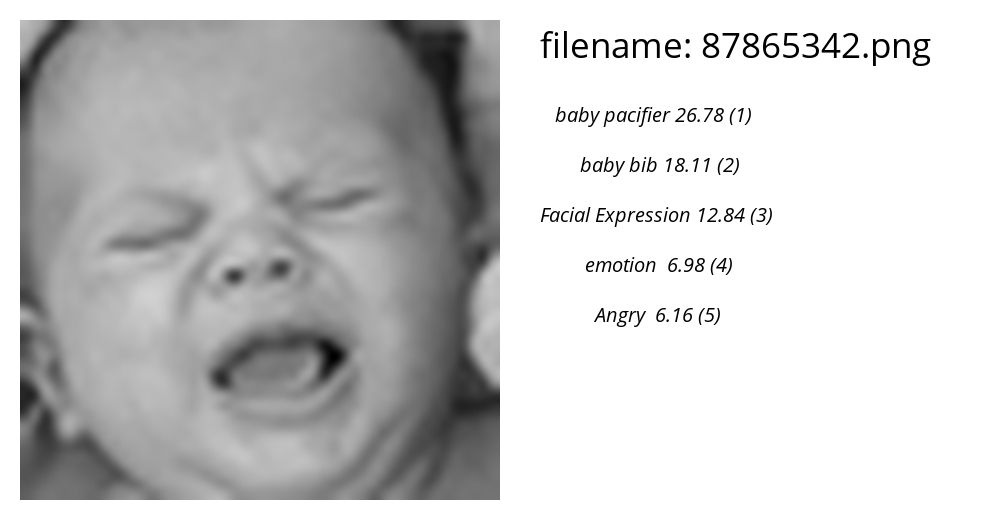 filename: 87865342.png
baby pacifier 26.78 (1)
baby bib 18.11 (2)
Facial Expression 12.84 (3)
emotion  6.98 (4)
Angry  6.16 (5)